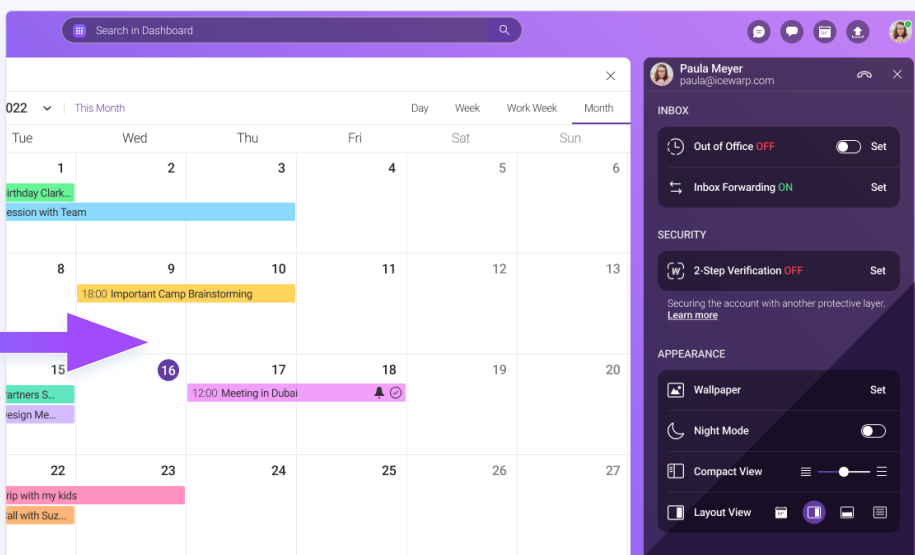 Search in Dashboard
022
This Month
Day
Week
Work Week
Month
Tue
Wed
Thu
Fri
Sat
Sun
1
2
3
4
5
6
irthday Clark...
ession with Team
8
9
10
11
12
13
18:00 Important Camp Brainstorming
15
16
17
18
19
20
artners S...
12:00 Meeting in Dubai
esign Me...
22
23
24
25
26
27
rip with my kids
all with Suz...
Paula Meyer
paula@icewarp.com
INBOX
Out of Office OFF
Set
Inbox Forwarding ON
Set
SECURITY
2-Step Verification OFF
Set
Securing the account with another protective layer.
Learn more
APPEARANCE
Wallpaper
Set
Night Mode
Compact View
Layout View